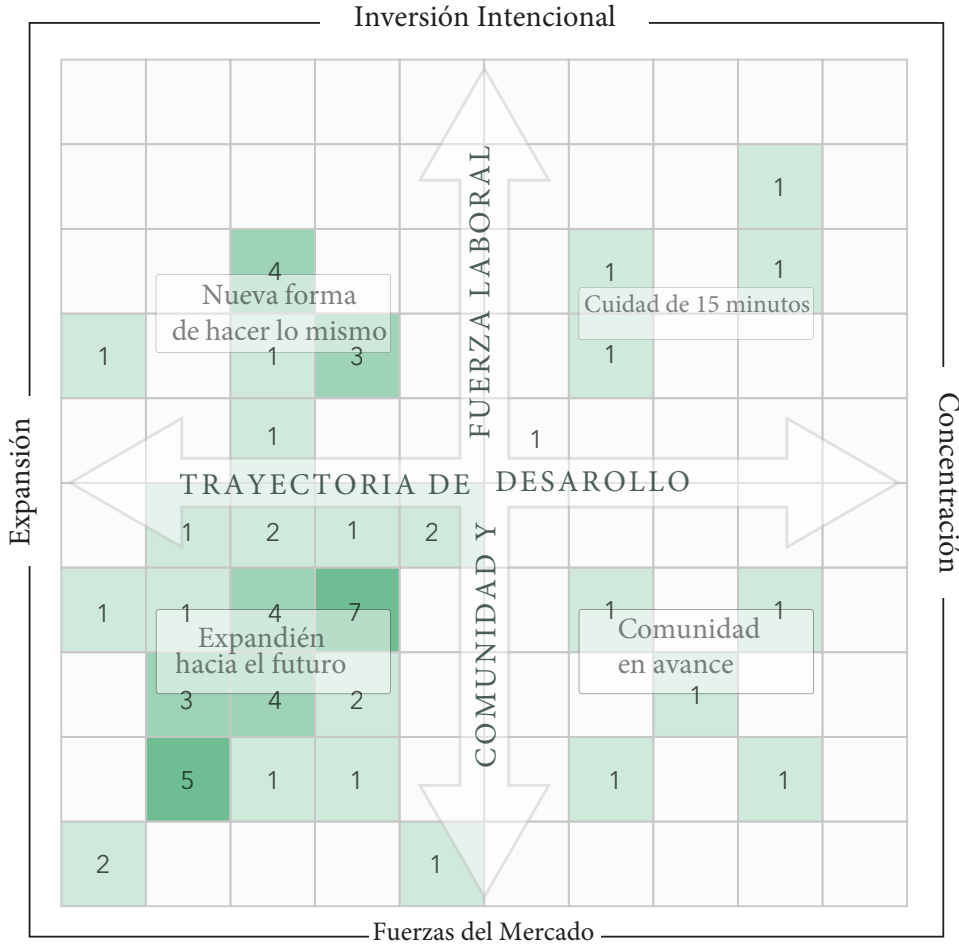 Inversión Intencional
1
4
1
1
Nueva forma
de hacer lo mismo
Cuidad de 15 minutos
1
1
3
1
1
1
FUERZA LABORAL
Expansión
Concentración
TRAYECTORIA DE DESAROLLO
1
2
1
2
COMUNIDAD Y
1
1
4
7
1
1
Expandién
hacia el futuro
Comunidad
en avance
3
4
2
1
5
1
1
1
1
2
1
Fuerzas del Mercado